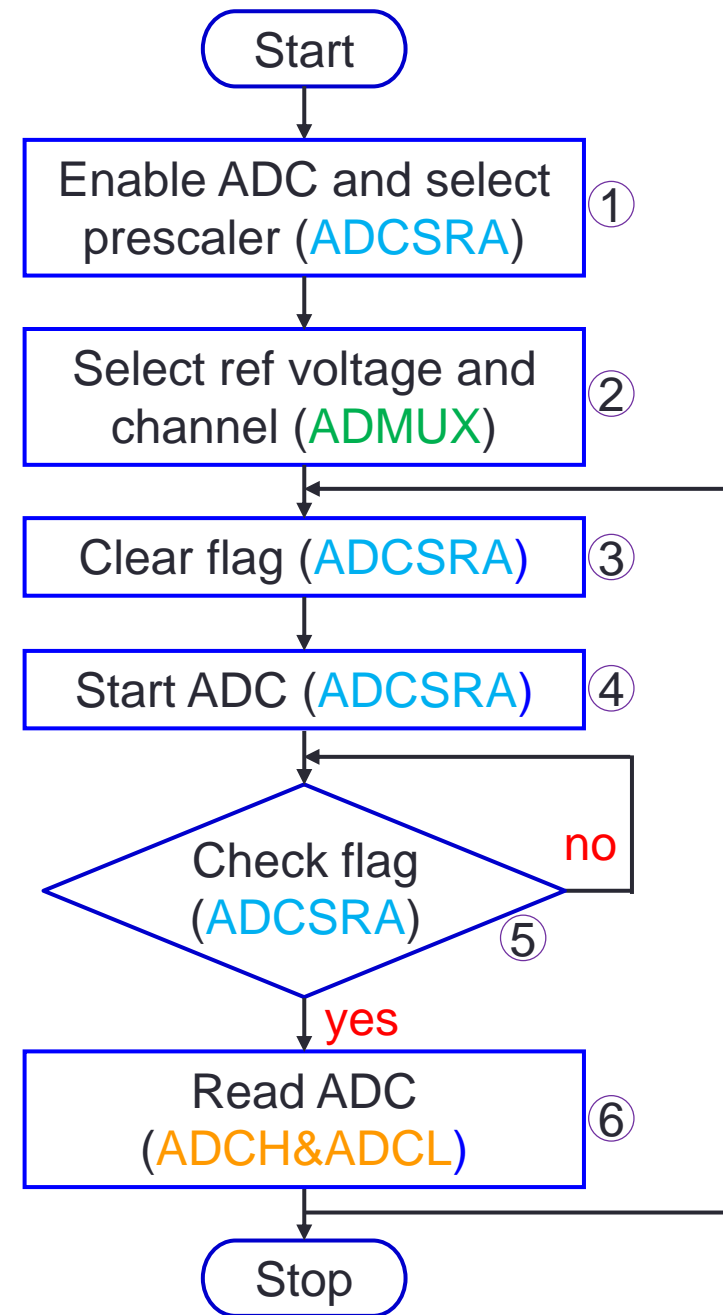 Start
Enable ADC and select
prescaler (ADCSRA)
①
Select ref voltage and
channel (ADMUX)
②
Clear flag (ADCSRA)
③
Start ADC (ADCSRA)
④
Check flag
(ADCSRA)
⑤
no
yes
Read ADC
(ADCH&ADCL)
⑥
Stop